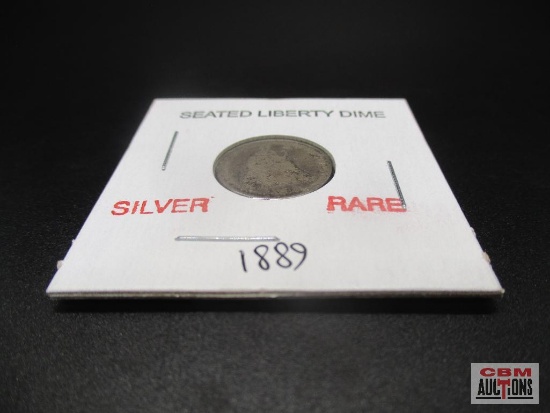 SEATED LIBERTY DIME
SILVER RARE
1889
CBM
AUCTIONS